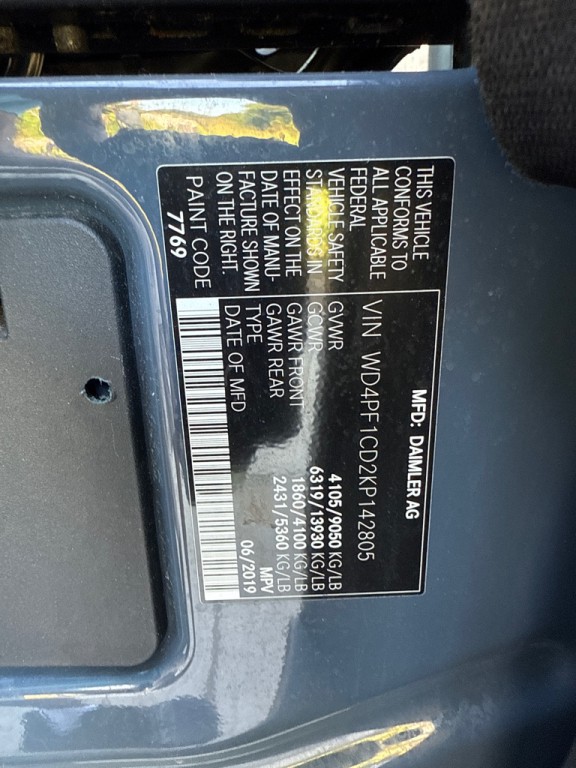 THIS VEHICLE
CONFORMS TO
ALL APPLICABLE
FEDERAL
VEHICLE SAFETY
STANDARDS IN
EFFECT ON THE
DATE OF MANU-
FACTURE SHOWN
ON THE RIGHT.
PAINT CODE
7769
MFD: DAIMLER AG
VIN WD4PF1CD2KP142805
GVWR 4105/9050 KG/LB
GCWR 6319/13930 KG/LB
GAWR FRONT 1860/4100 KG/LB
GAWR REAR 2431/5360 KG/LB
TYPE MPV
DATE OF MFD 06/2019